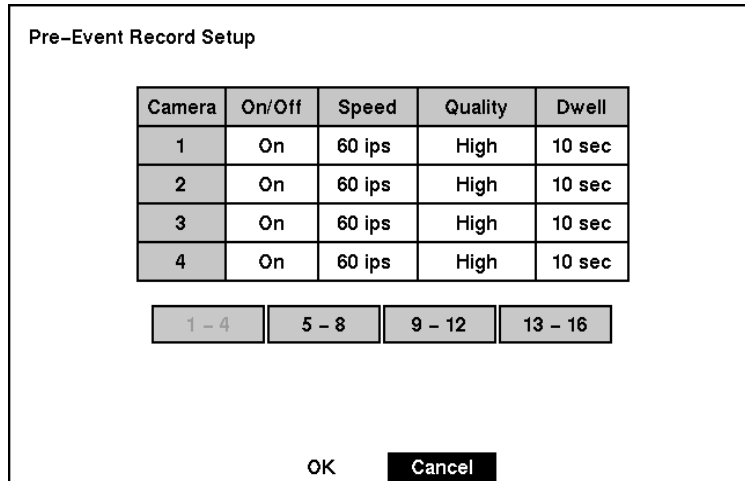 Pre-Event Record Setup
Camera On/Off Speed Quality Dwell
1 On 60 ips High 10 sec
2 On 60 ips High 10 sec
3 On 60 ips High 10 sec
4 On 60 ips High 10 sec
1 - 4 5 - 8 9 - 12 13 - 16
OK Cancel